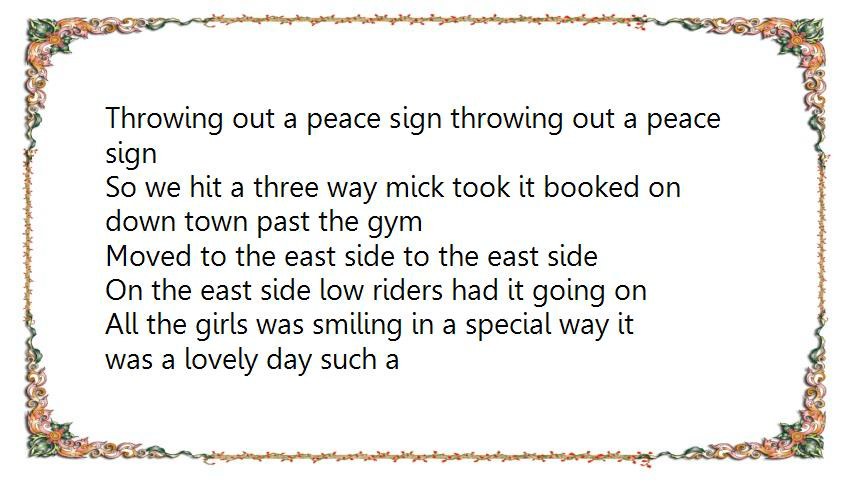 Throwing out a peace sign throwing out a peace
sign
So we hit a three way mick took it booked on
down town past the gym
Moved to the east side to the east side
On the east side low riders had it going on
All the girls was smiling in a special way it
was a lovely day such a